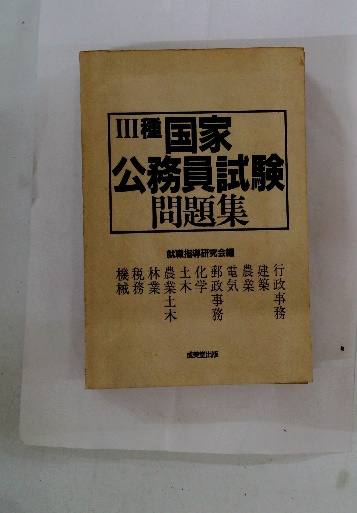 III種 国家
公務員試験
問題集
就職指導研究会編
行政事務
建築
農業
電気
郵政事務
化学
土木
農業土木
林業
税務
機械
成美堂出版